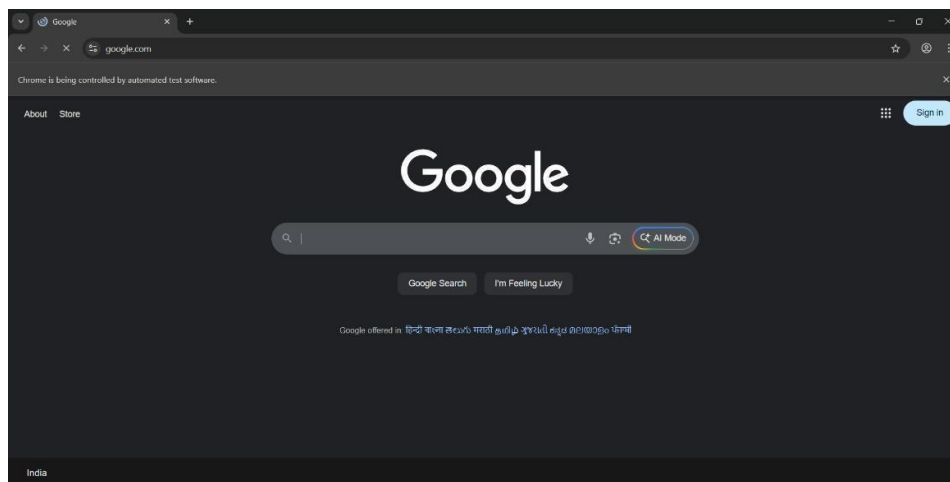 Google
google.com
Chrome is being controlled by automated test software.
About Store Sign in
Google
AI Mode
Google Search I'm Feeling Lucky
Google offered in: हिन्दी বাংলা తెలుగు मराठी தமிழ் ગુજરાતી ಕನ್ನಡ മലയാളം ਪੰਜਾਬੀ
India